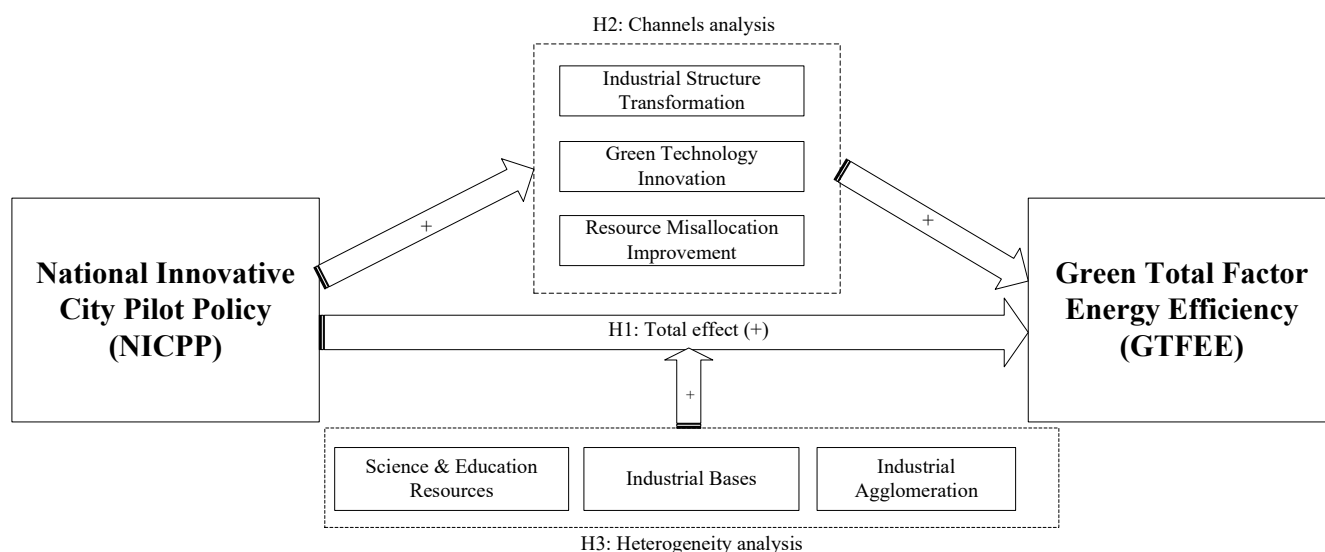 H2: Channels analysis
Industrial Structure
Transformation
Green Technology
Innovation
Resource Misallocation
Improvement
+
+
National Innovative
City Pilot Policy
(NICPP)
Green Total Factor
Energy Efficiency
(GTFEE)
H1: Total effect (+)
+
Science & Education
Resources
Industrial Bases
Industrial
Agglomeration
H3: Heterogeneity analysis